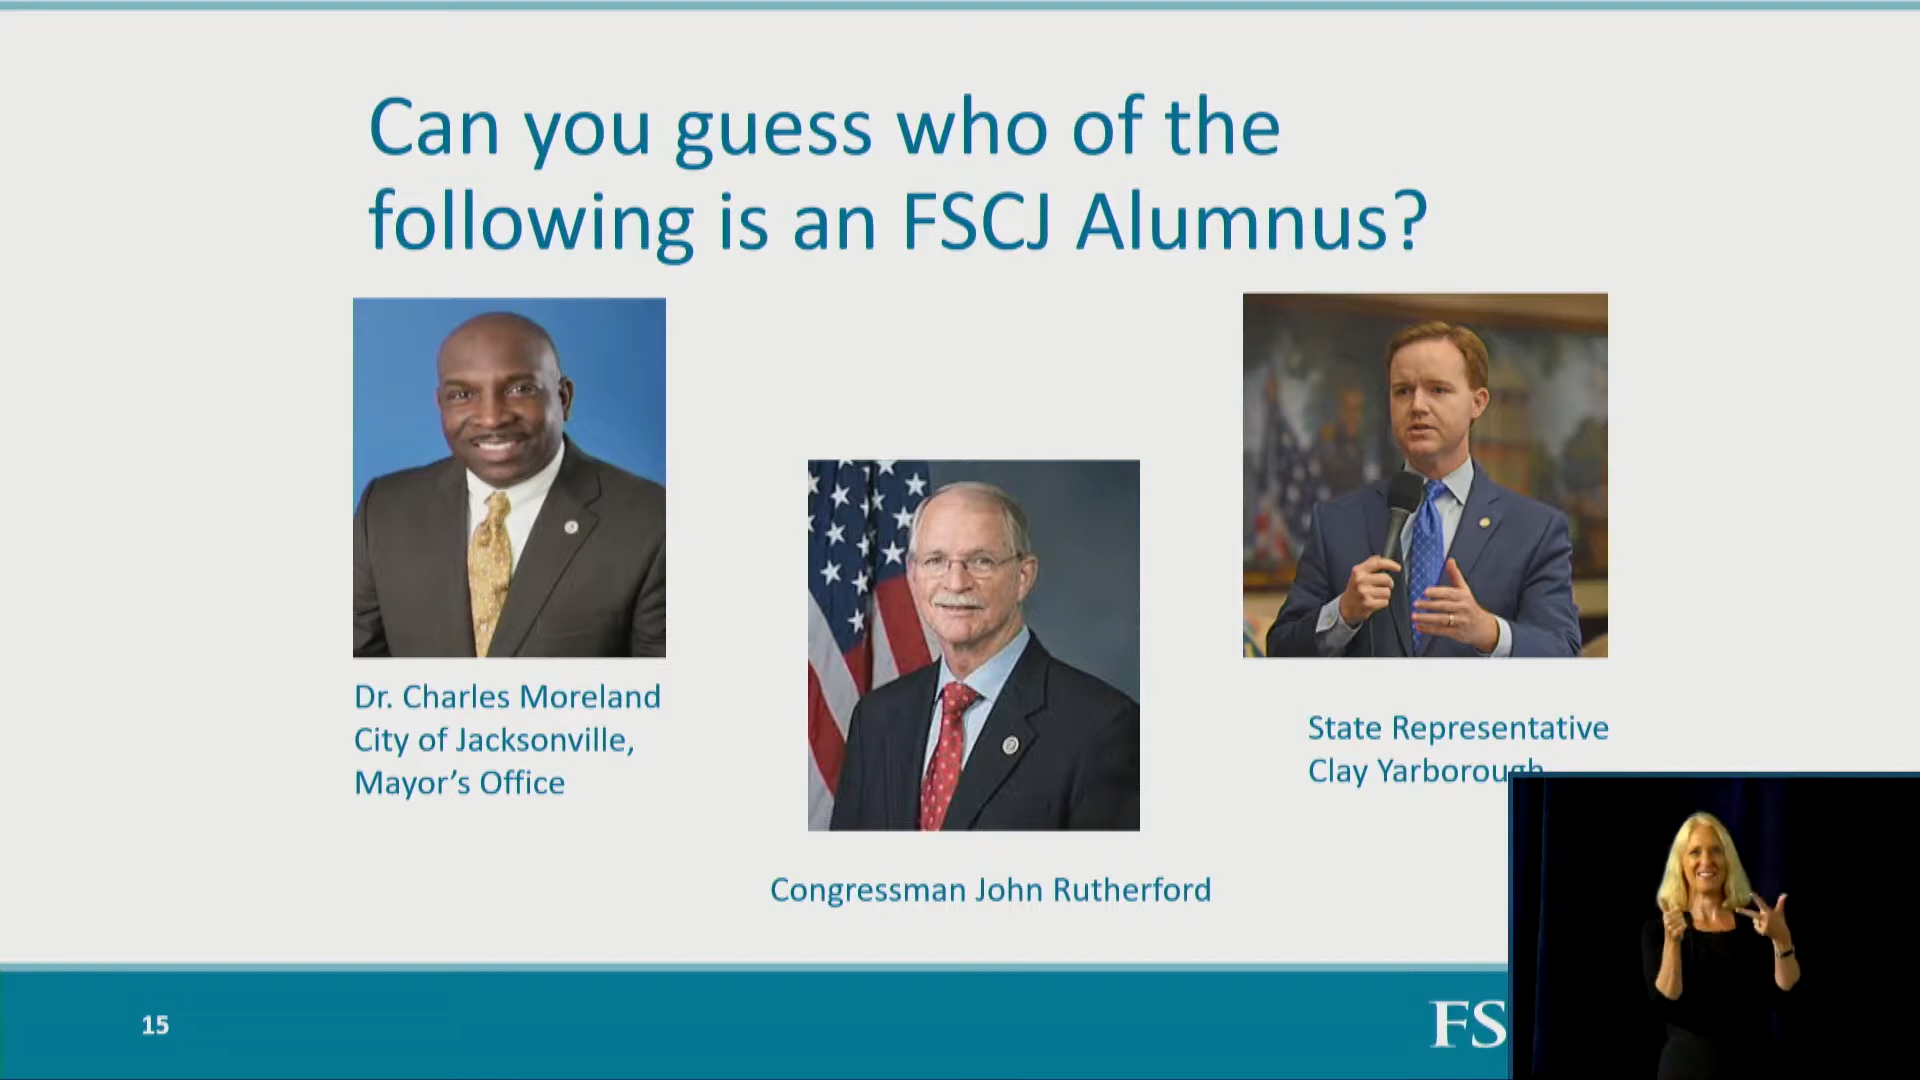 Can you guess who of the
following is an FSCJ Alumnus?
Dr. Charles Moreland
City of Jacksonville,
Mayor's Office
Congressman John Rutherford
State Representative
Clay Yarborough
15
FS